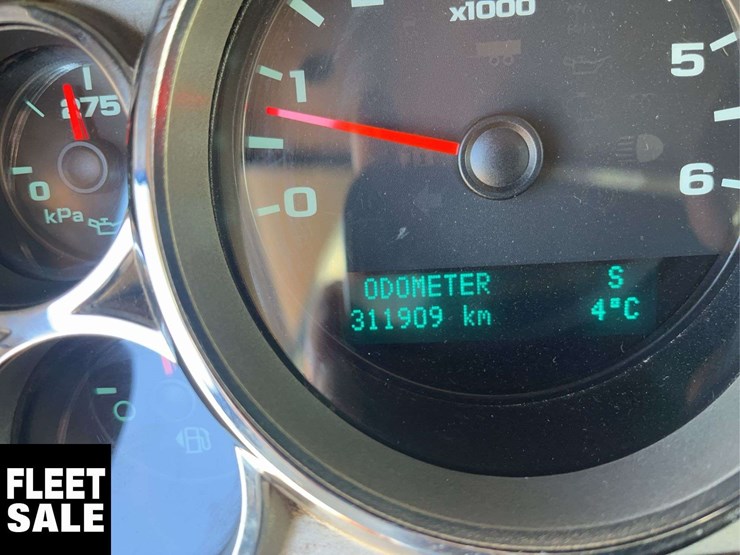 x1000
5
1
275
0
kPa
0
6
ODOMETER S
311909 km 4°C
FLEET
SALE